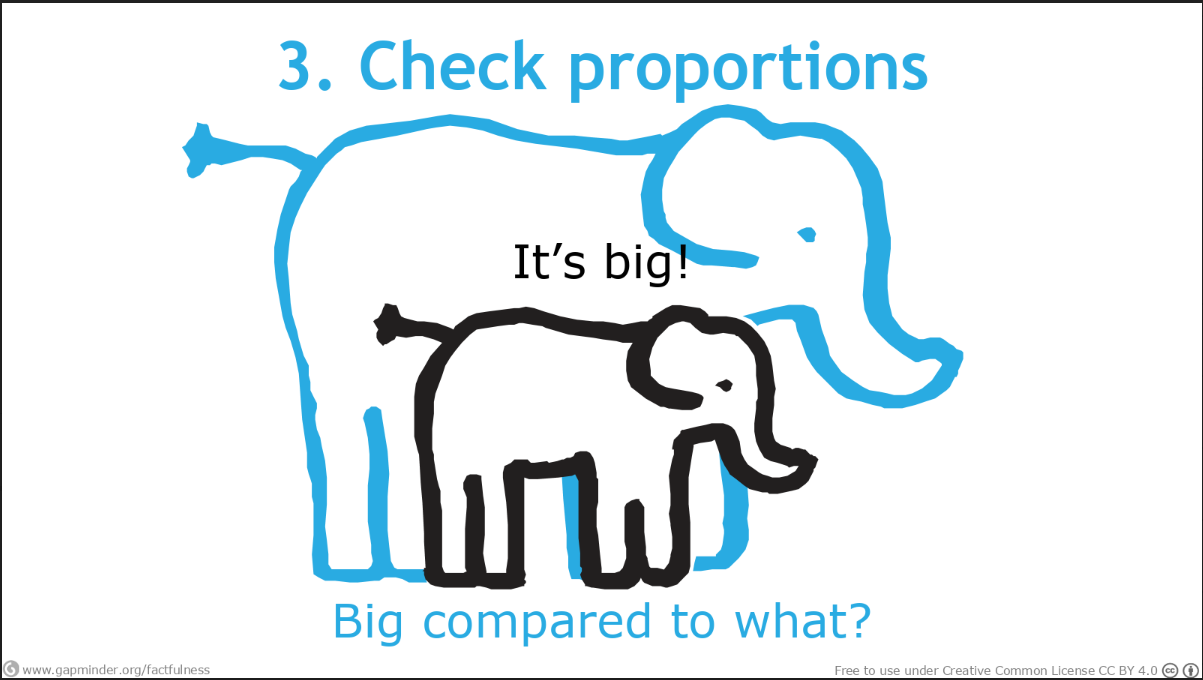 3. Check proportions
It’s big!
Big compared to what?
www.gapminder.org/factfulness
Free to use under Creative Common License CC BY 4.0